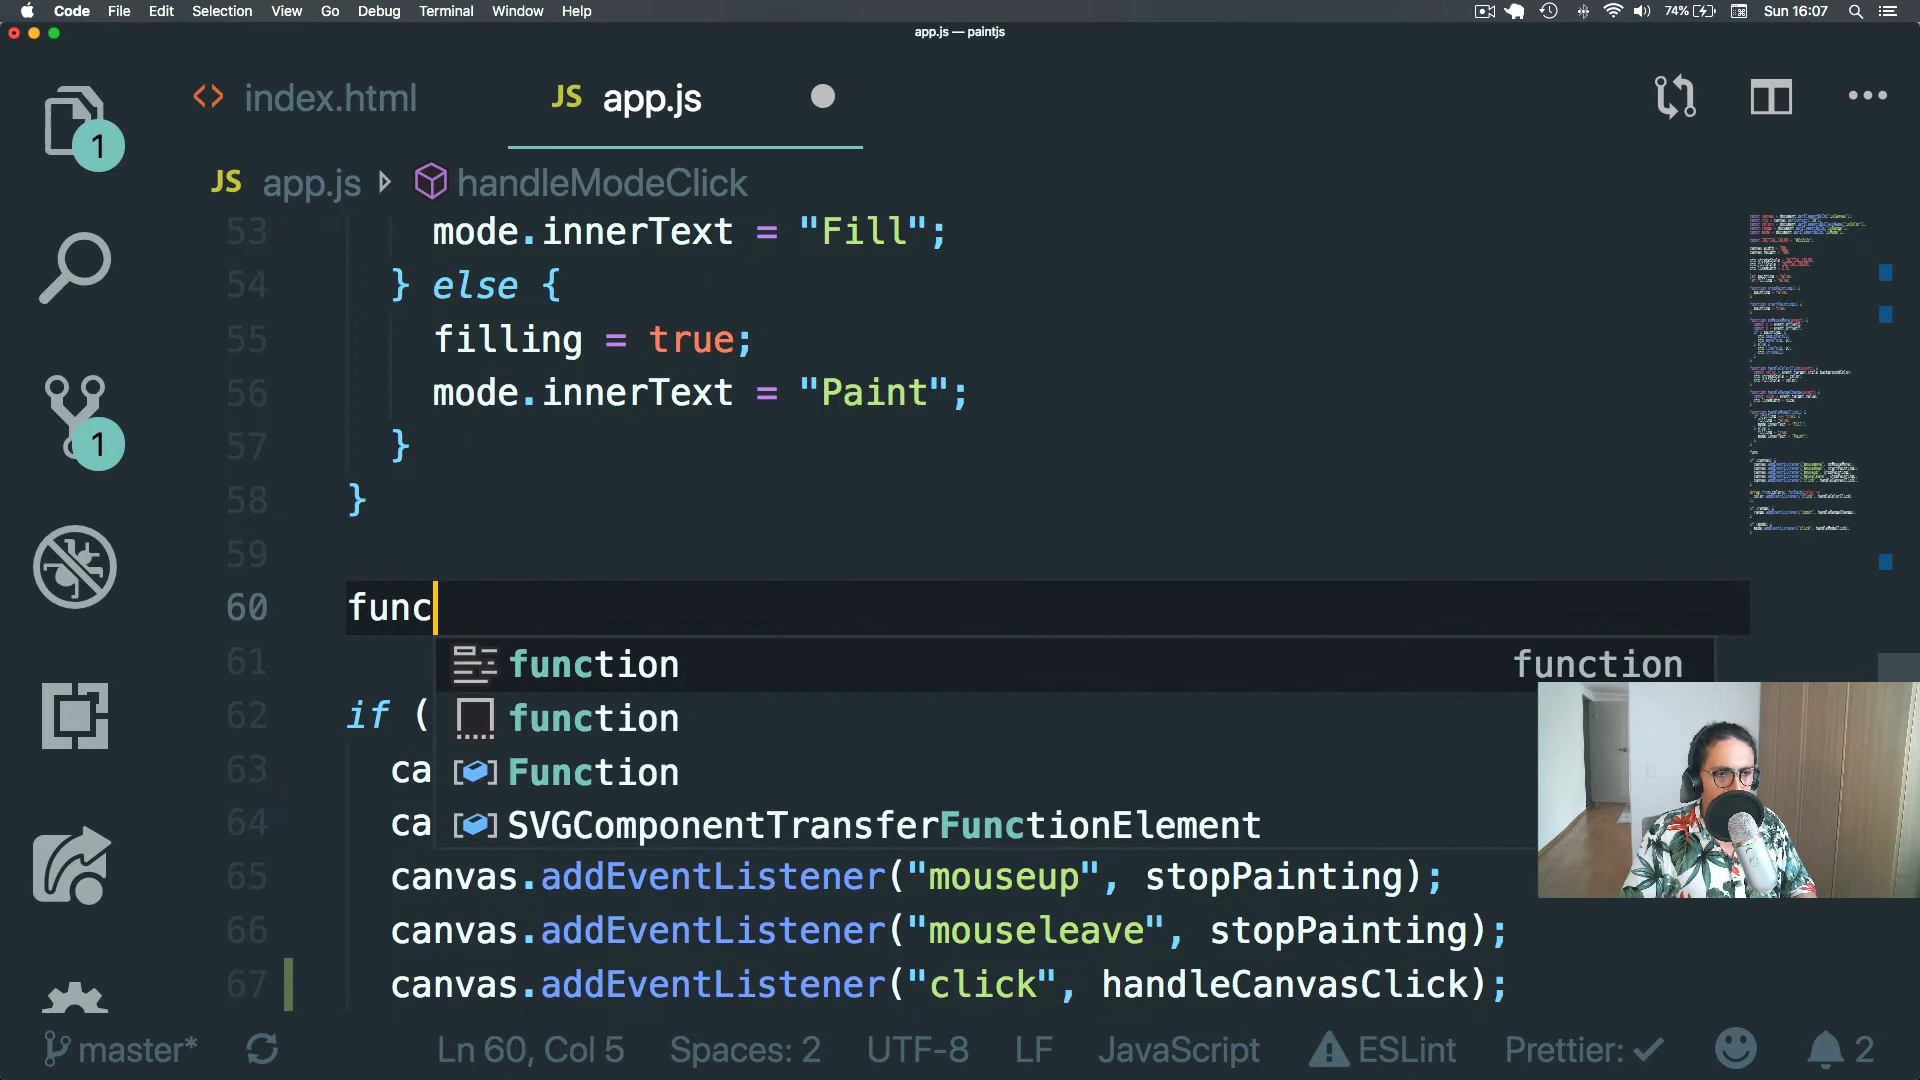 Code File Edit Selection View Go Debug Terminal Window Help 74% Sun 16:07
app.js — paintjs
index.html JS app.js
JS app.js handleModeClick
53 mode.innerText = "Fill";
54 } else {
55 filling = true;
56 mode.innerText = "Paint";
57 }
58 }
59
60 func
61 function function
function
62 if (
Function
63 ca
SVGComponentTransferFunctionElement
64 ca
65 canvas.addEventListener("mouseup", stopPainting);
66 canvas.addEventListener("mouseleave", stopPainting);
67 canvas.addEventListener("click", handleCanvasClick);
1
1
master* Ln 60, Col 5 Spaces: 2 UTF-8 LF JavaScript ESLint Prettier: 2